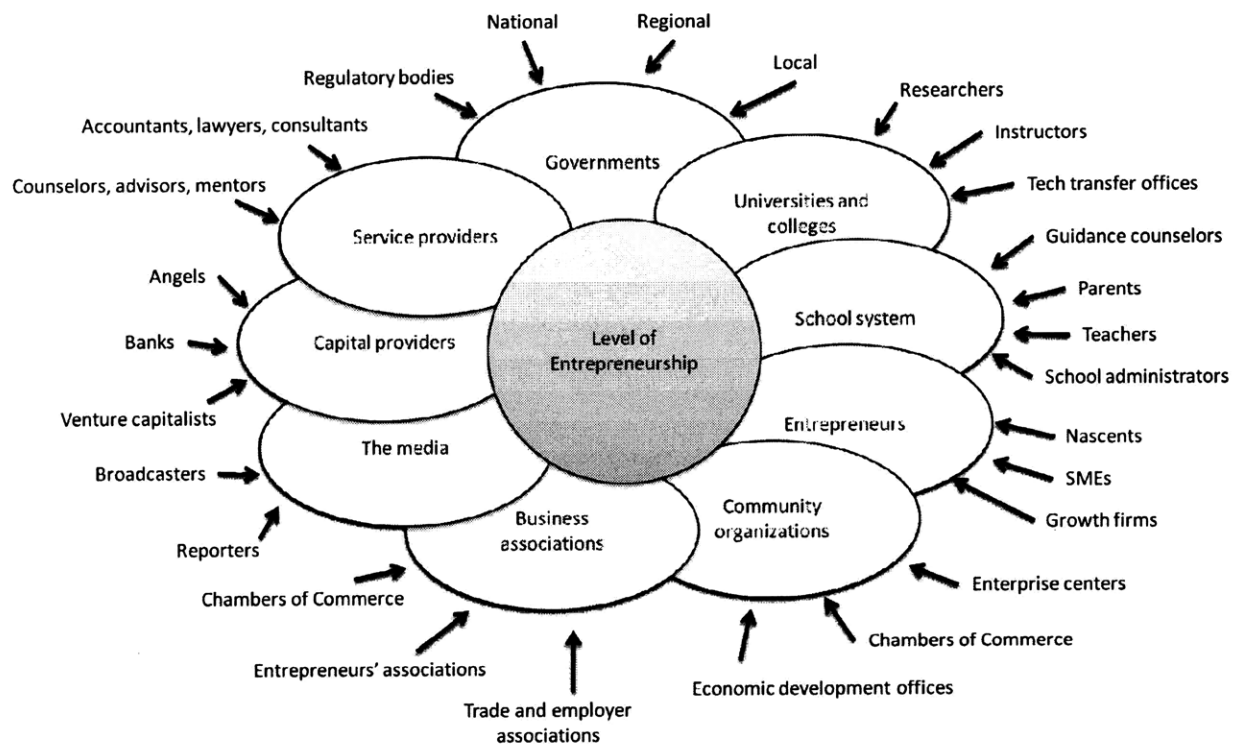 National
Regional
Local
Regulatory bodies
Researchers
Accountants, lawyers, consultants
Instructors
Governments
Counselors, advisors, mentors
Tech transfer offices
Universities and
colleges
Service providers
Guidance counselors
Angels
Parents
School system
Teachers
Banks
Capital providers
Level of
Entrepreneurship
School administrators
Venture capitalists
Entrepreneurs
Nascents
The media
Broadcasters
SMEs
Business
associations
Community
organizations
Growth firms
Reporters
Enterprise centers
Chambers of Commerce
Chambers of Commerce
Entrepreneurs' associations
Economic development offices
Trade and employer
associations